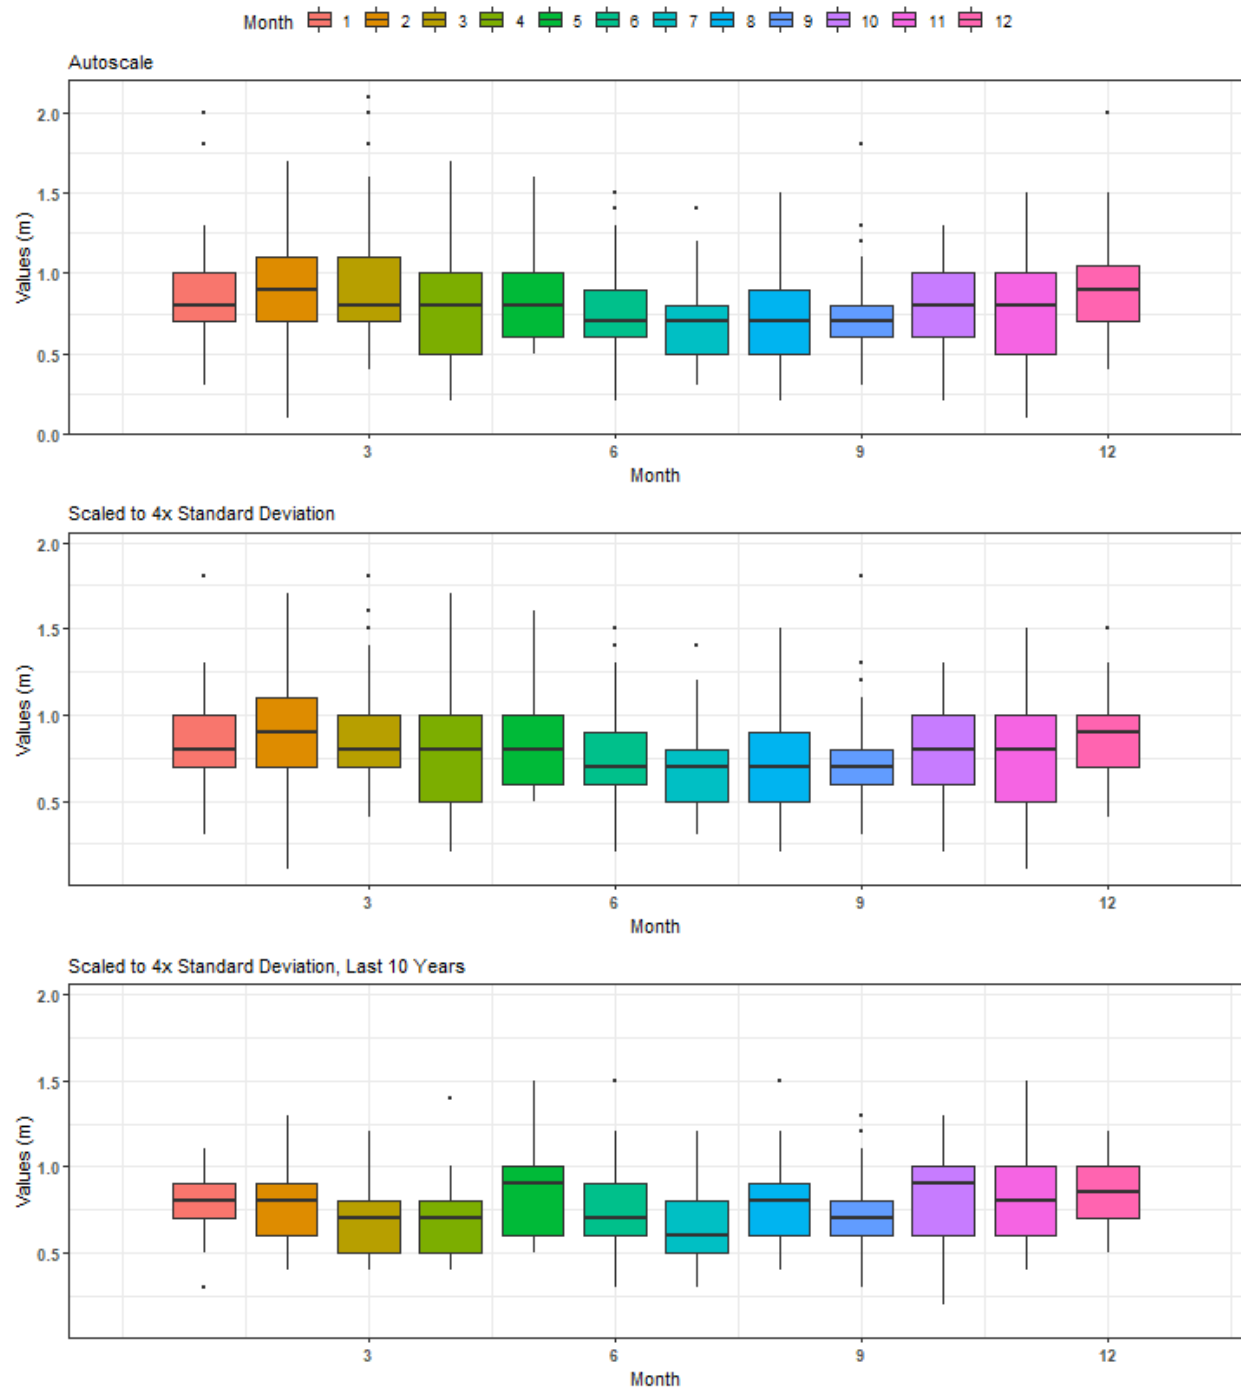 Month 1 2 3 4 5 6 7 8 9 10 11 12
Autoscale
Values (m)
2.0
1.5
1.0
0.5
0.0
3 6 9 12
Month
Scaled to 4x Standard Deviation
Values (m)
2.0
1.5
1.0
0.5
3 6 9 12
Month
Scaled to 4x Standard Deviation, Last 10 Years
Values (m)
2.0
1.5
1.0
0.5
3 6 9 12
Month